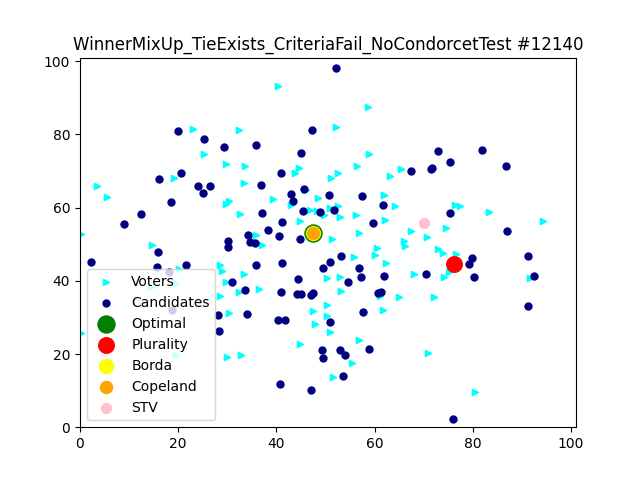 WinnerMixUp_TieExists_CriteriaFail_NoCondorcetTest #12140
100
80
60
40
20
0
0 20 40 60 80 100
Voters
Candidates
Optimal
Plurality
Borda
Copeland
STV